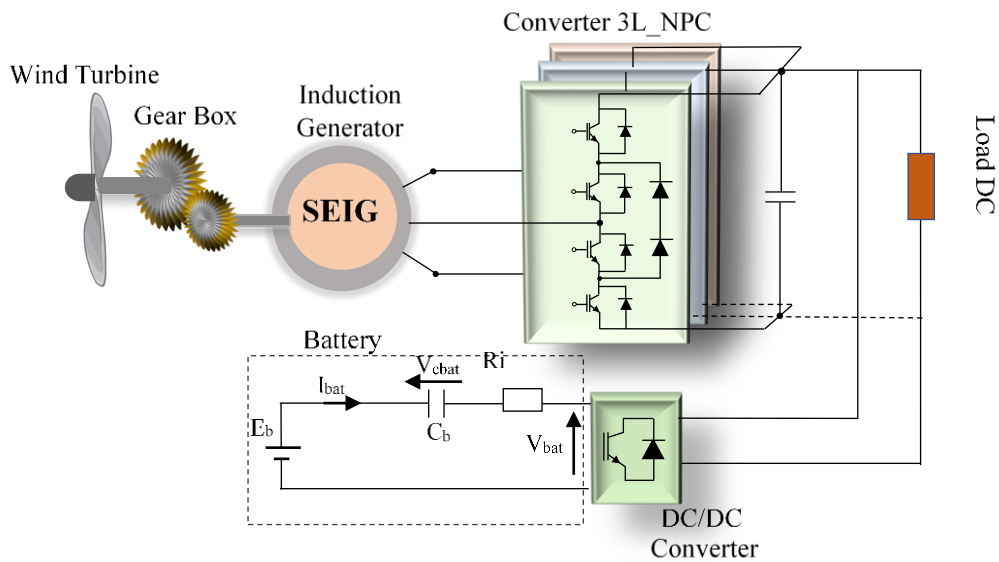 Converter 3L_NPC
Wind Turbine
Gear Box
Induction
Generator
SEIG
Load DC
Battery
Vcbat
Ri
Ibat
Eb
Cb
Vbat
DC/DC
Converter